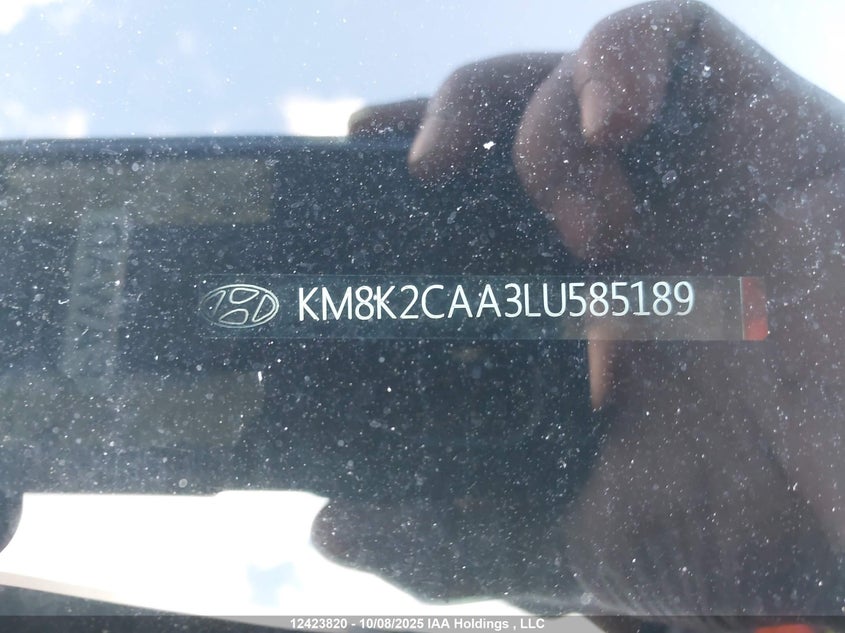 KM8K2CAA3LU585189
12423820 - 10/08/2025 IAA Holdings , LLC